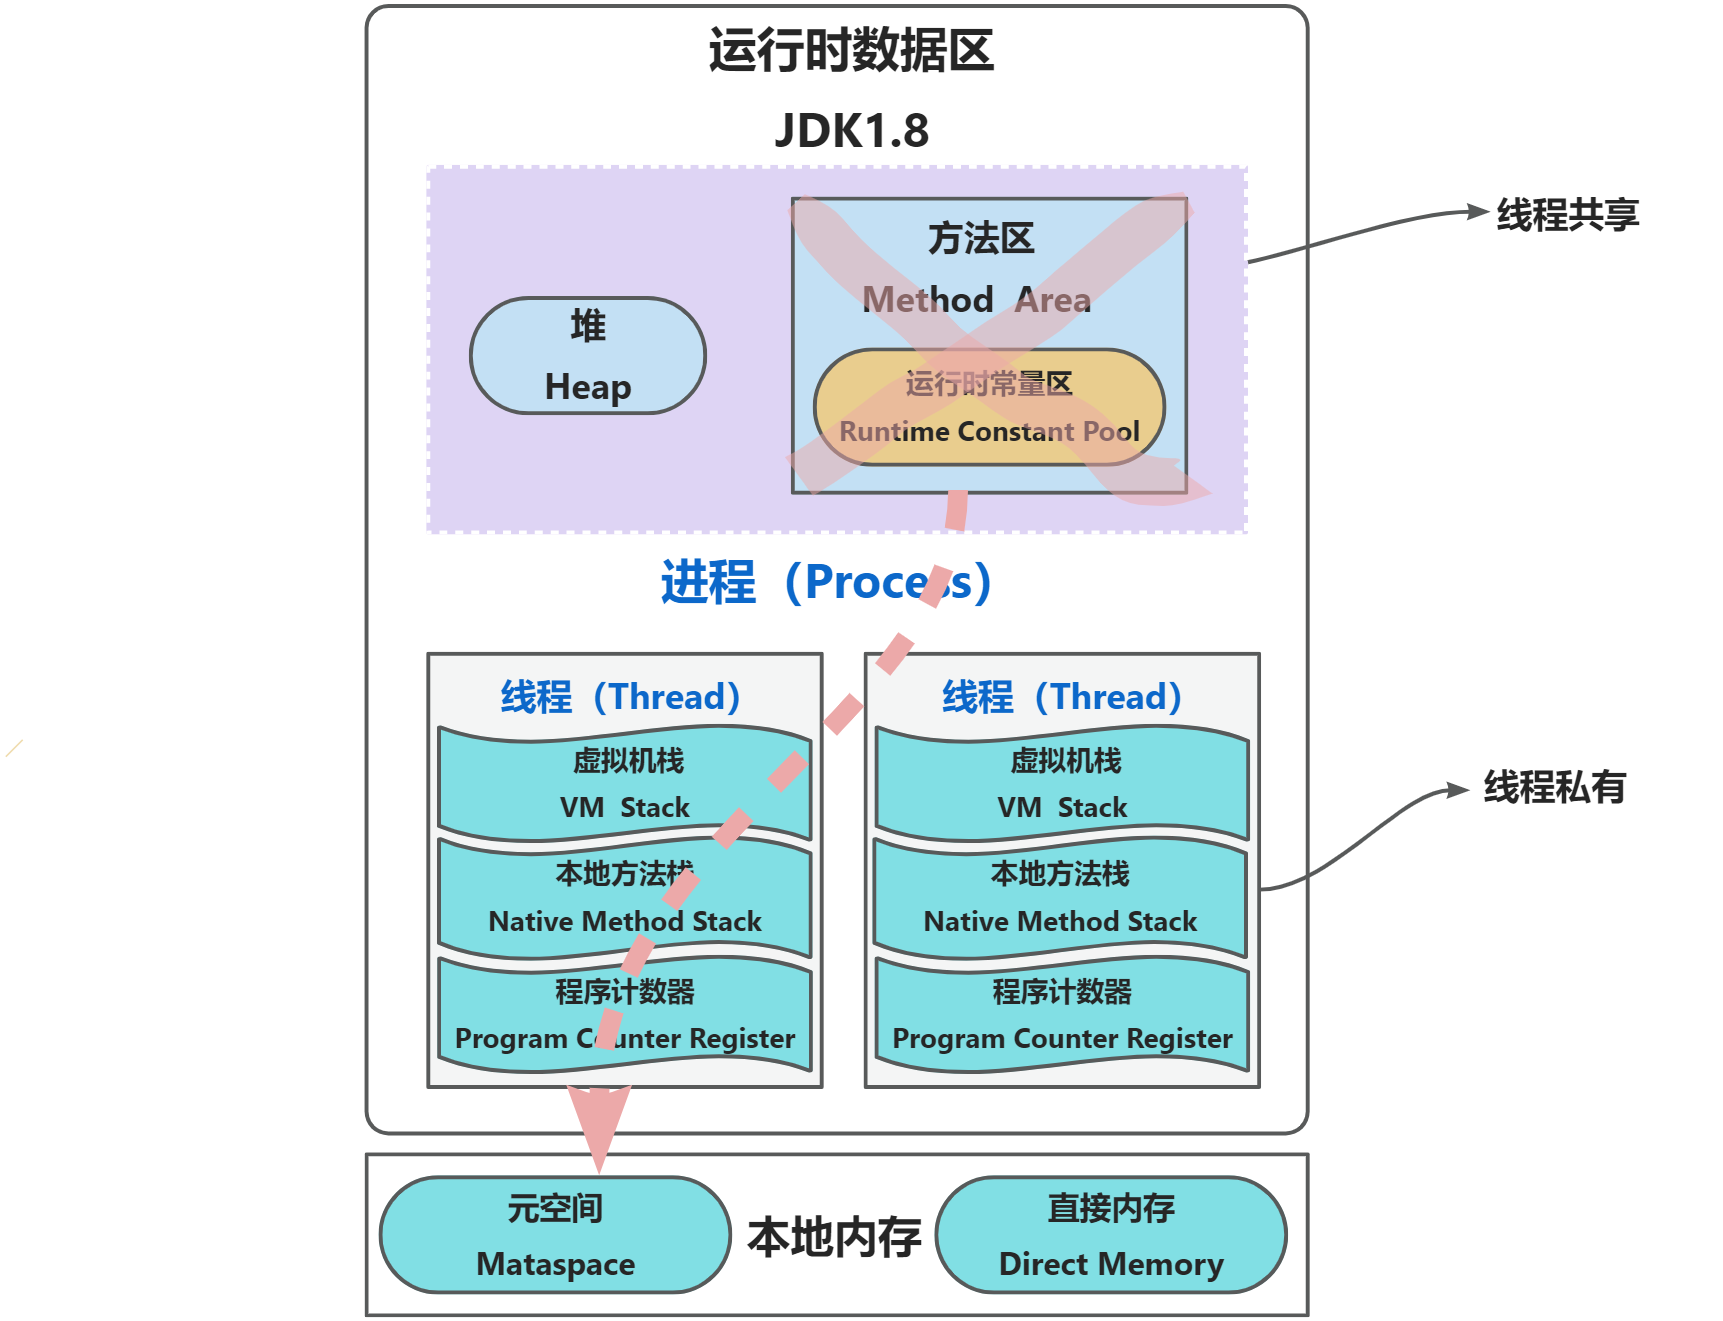 运行时数据区
JDK1.8
线程共享
方法区
Method Area
堆
Heap
运行时常量区
Runtime Constant Pool
进程（Process）
线程（Thread）
虚拟机栈
VM Stack
本地方法栈
Native Method Stack
程序计数器
Program Counter Register
线程（Thread）
虚拟机栈
VM Stack
本地方法栈
Native Method Stack
程序计数器
Program Counter Register
线程私有
元空间
Mataspace
本地内存
直接内存
Direct Memory